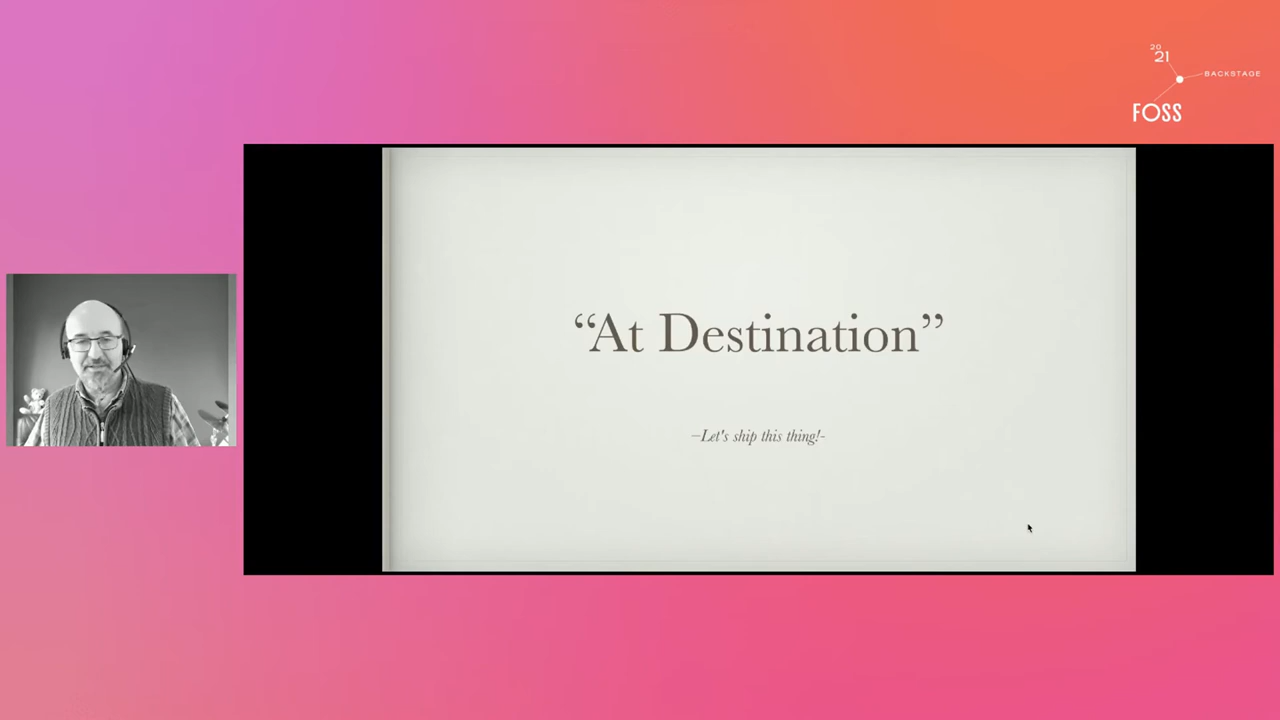 20
21
BACKSTAGE
FOSS
“At Destination”
–Let's ship this thing!-